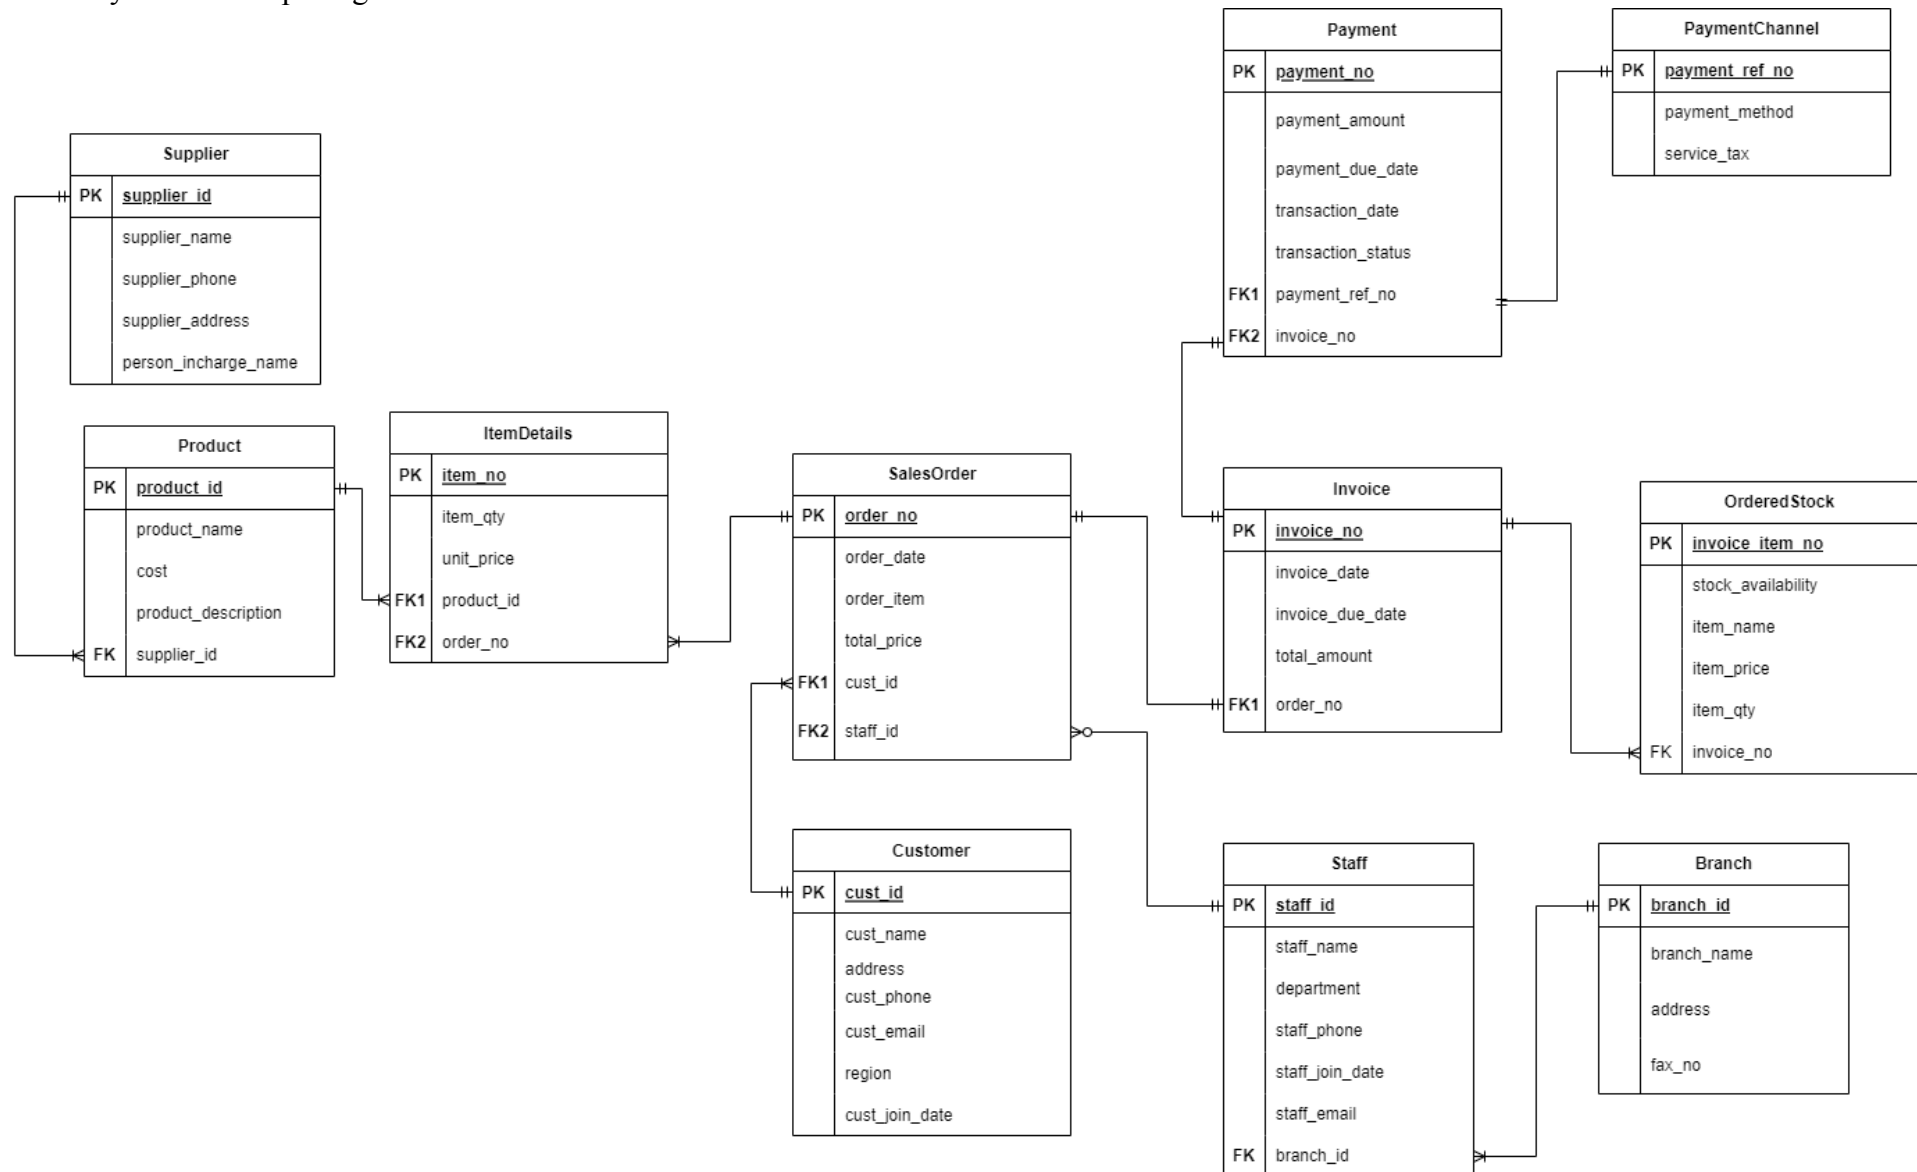 Payment
PK payment_no
payment_amount
payment_due_date
transaction_date
transaction_status
FK1 payment_ref_no
FK2 invoice_no
PaymentChannel
PK payment_ref_no
payment_method
service_tax
Supplier
PK supplier_id
supplier_name
supplier_phone
supplier_address
person_incharge_name
Product
PK product_id
product_name
cost
product_description
FK supplier_id
ItemDetails
PK item_no
item_qty
unit_price
FK1 product_id
FK2 order_no
SalesOrder
PK order_no
order_date
order_item
total_price
FK1 cust_id
FK2 staff_id
Invoice
PK invoice_no
invoice_date
invoice_due_date
total_amount
FK1 order_no
OrderedStock
PK invoice_item_no
stock_availability
item_name
item_price
item_qty
FK invoice_no
Customer
PK cust_id
cust_name
address
cust_phone
cust_email
region
cust_join_date
Staff
PK staff_id
staff_name
department
staff_phone
staff_join_date
staff_email
FK branch_id
Branch
PK branch_id
branch_name
address
fax_no